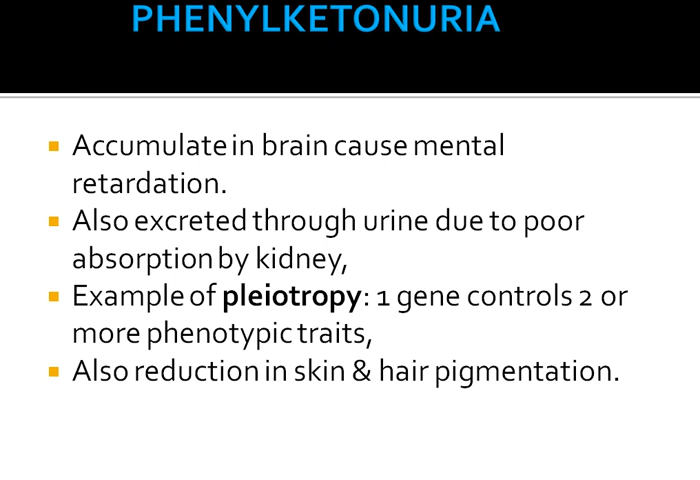 PHENYLKETONURIA
Accumulate in brain cause mental
retardation.
Also excreted through urine due to poor
absorption by kidney,
Example of pleiotropy: 1 gene controls 2 or
more phenotypic traits,
Also reduction in skin & hair pigmentation.